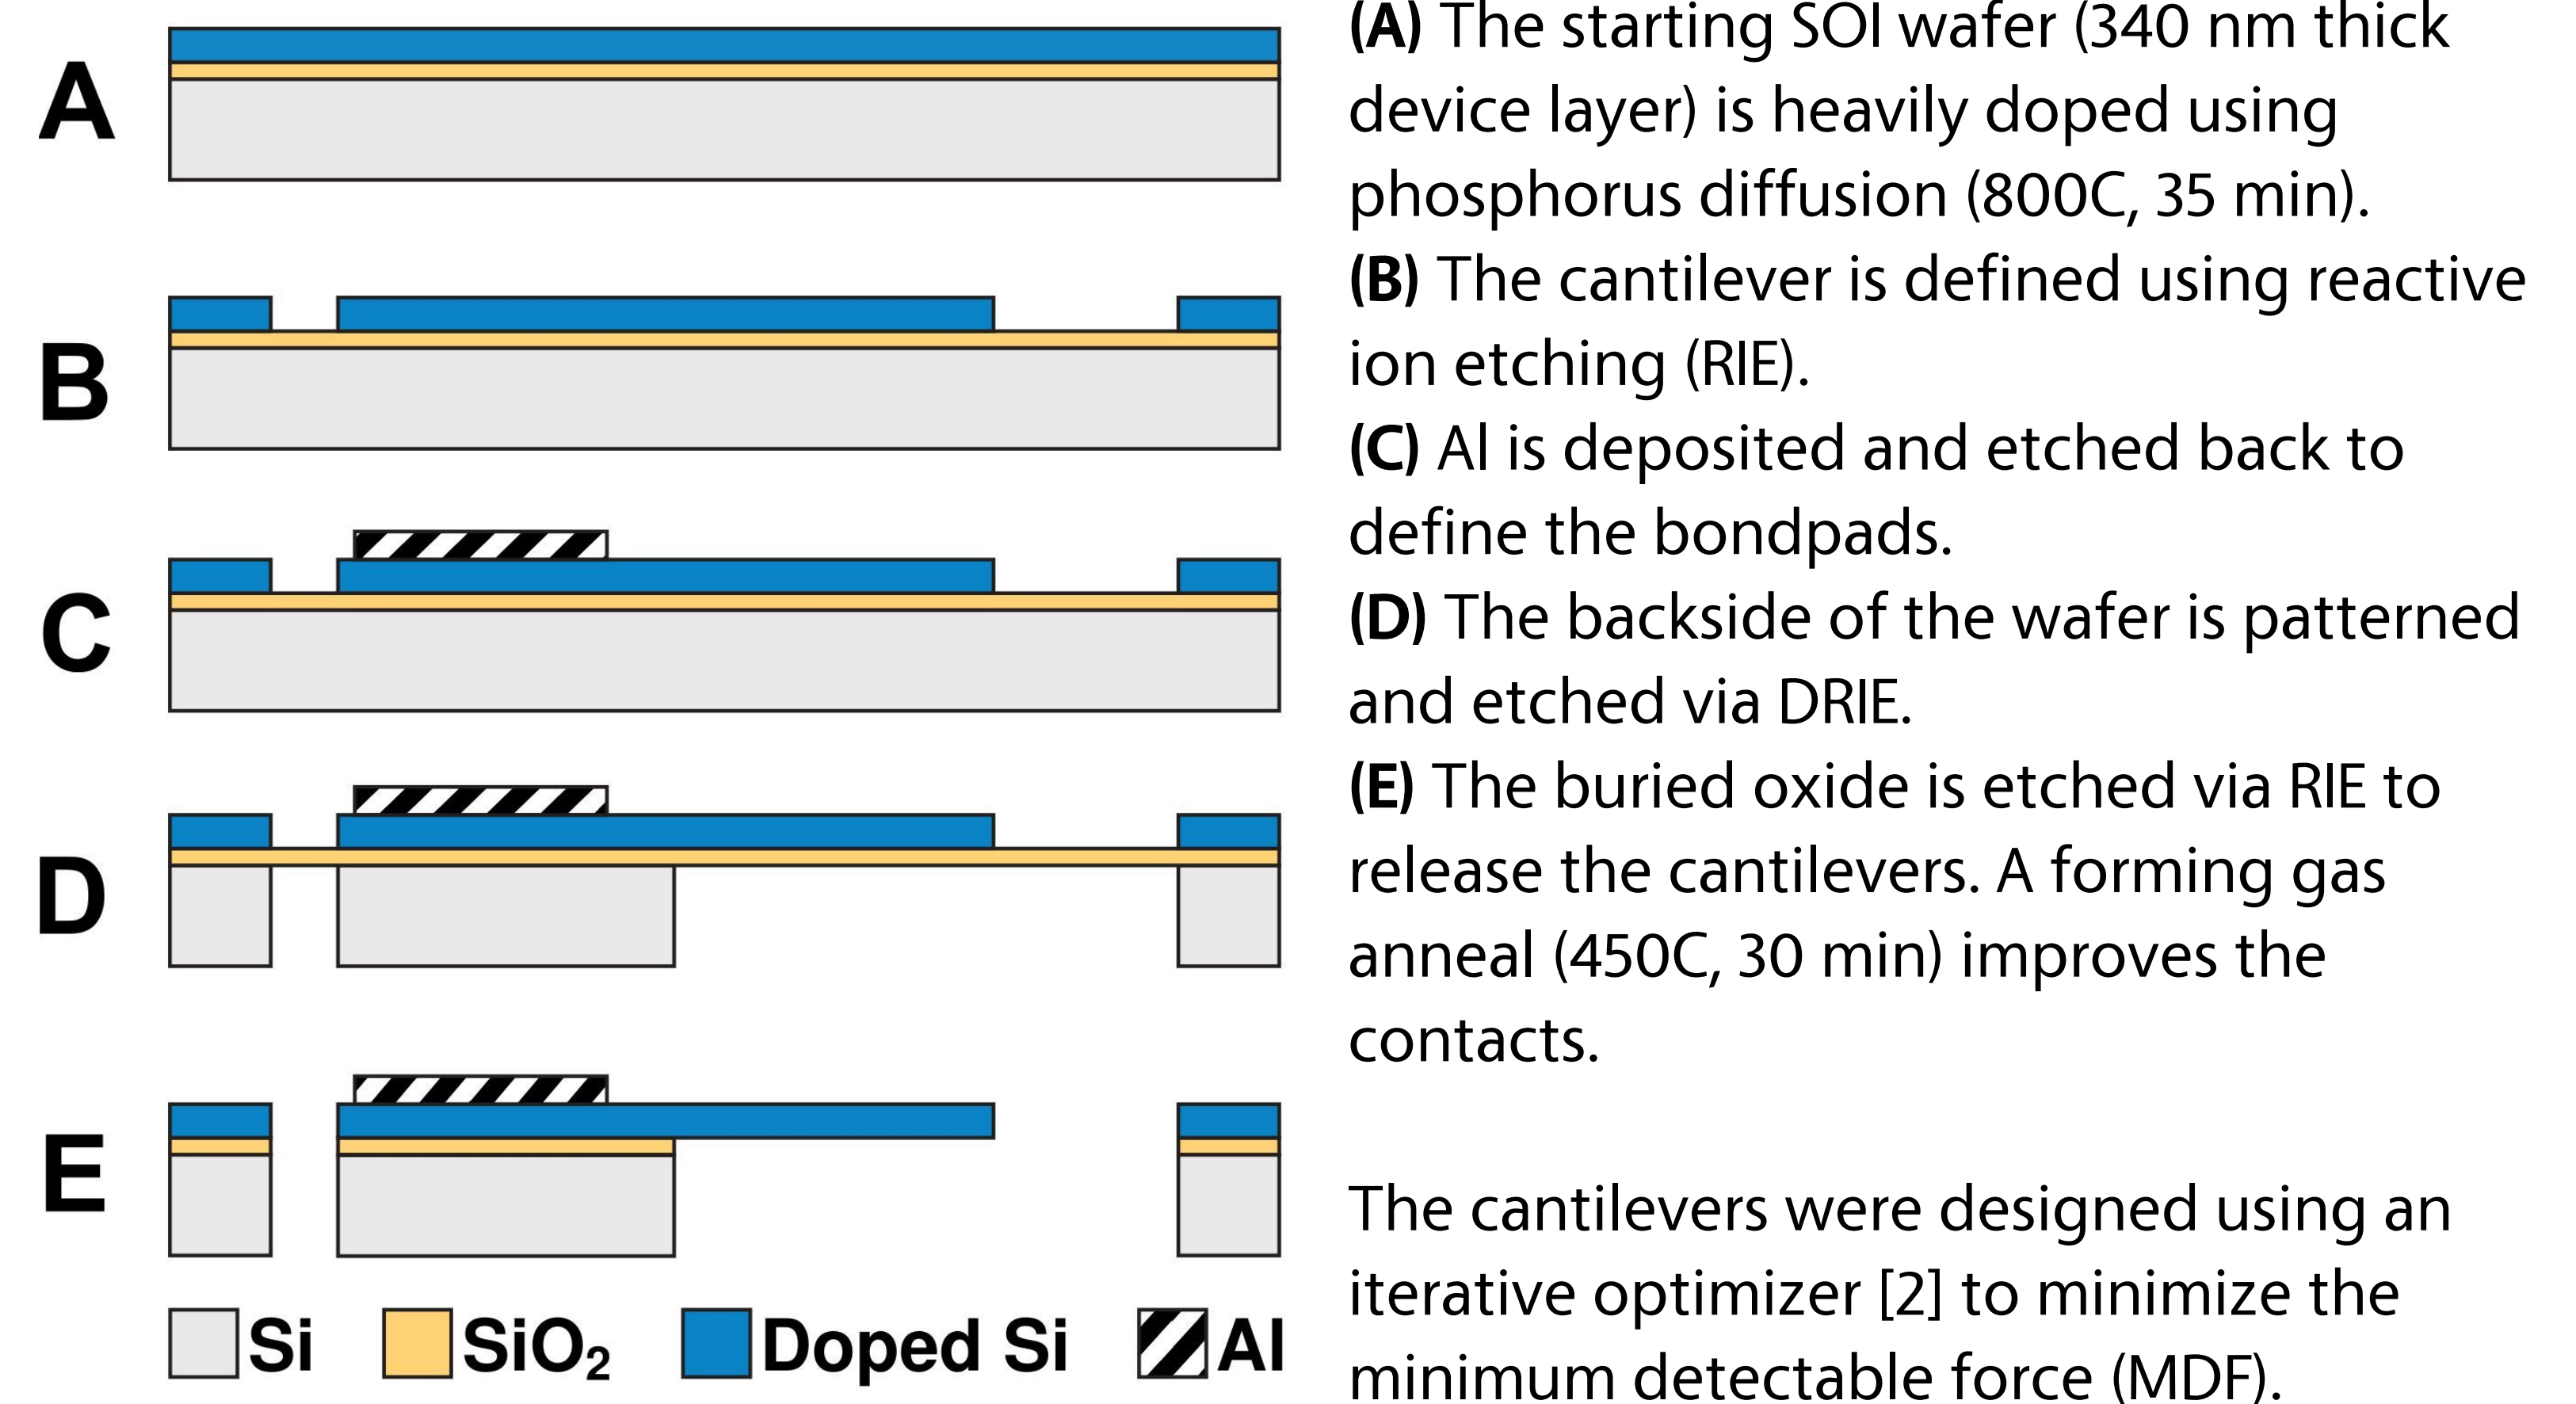 A
B
C
D
E
Si
SiO₂
Doped Si
Al
(A) The starting SOI wafer (340 nm thick
device layer) is heavily doped using
phosphorus diffusion (800C, 35 min).
(B) The cantilever is defined using reactive
ion etching (RIE).
(C) Al is deposited and etched back to
define the bondpads.
(D) The backside of the wafer is patterned
and etched via DRIE.
(E) The buried oxide is etched via RIE to
release the cantilevers. A forming gas
anneal (450C, 30 min) improves the
contacts.
The cantilevers were designed using an
iterative optimizer [2] to minimize the
minimum detectable force (MDF).